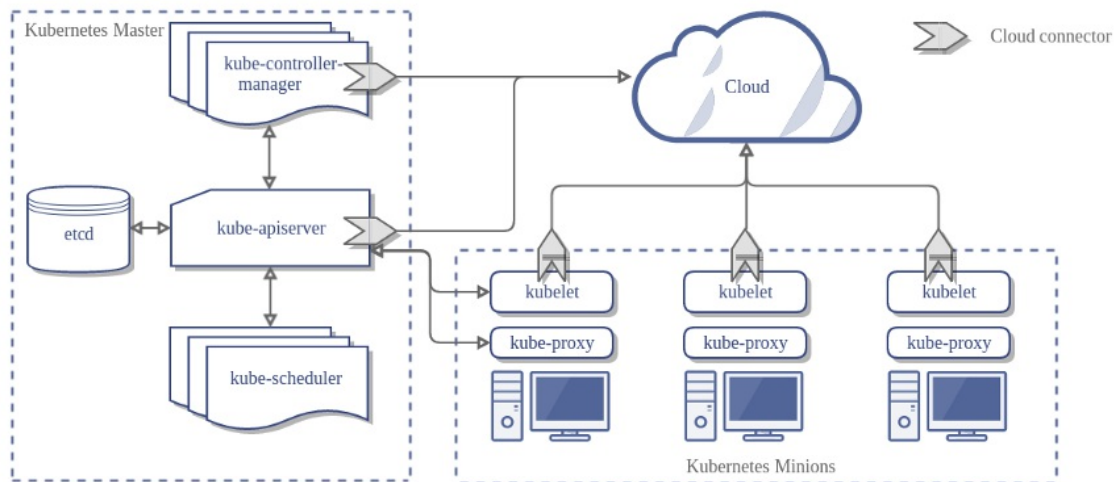 Kubernetes Master
kube-controller-
manager
Cloud
Cloud connector
etcd
kube-apiserver
kube-scheduler
kubelet
kubelet
kubelet
kube-proxy
kube-proxy
kube-proxy
Kubernetes Minions